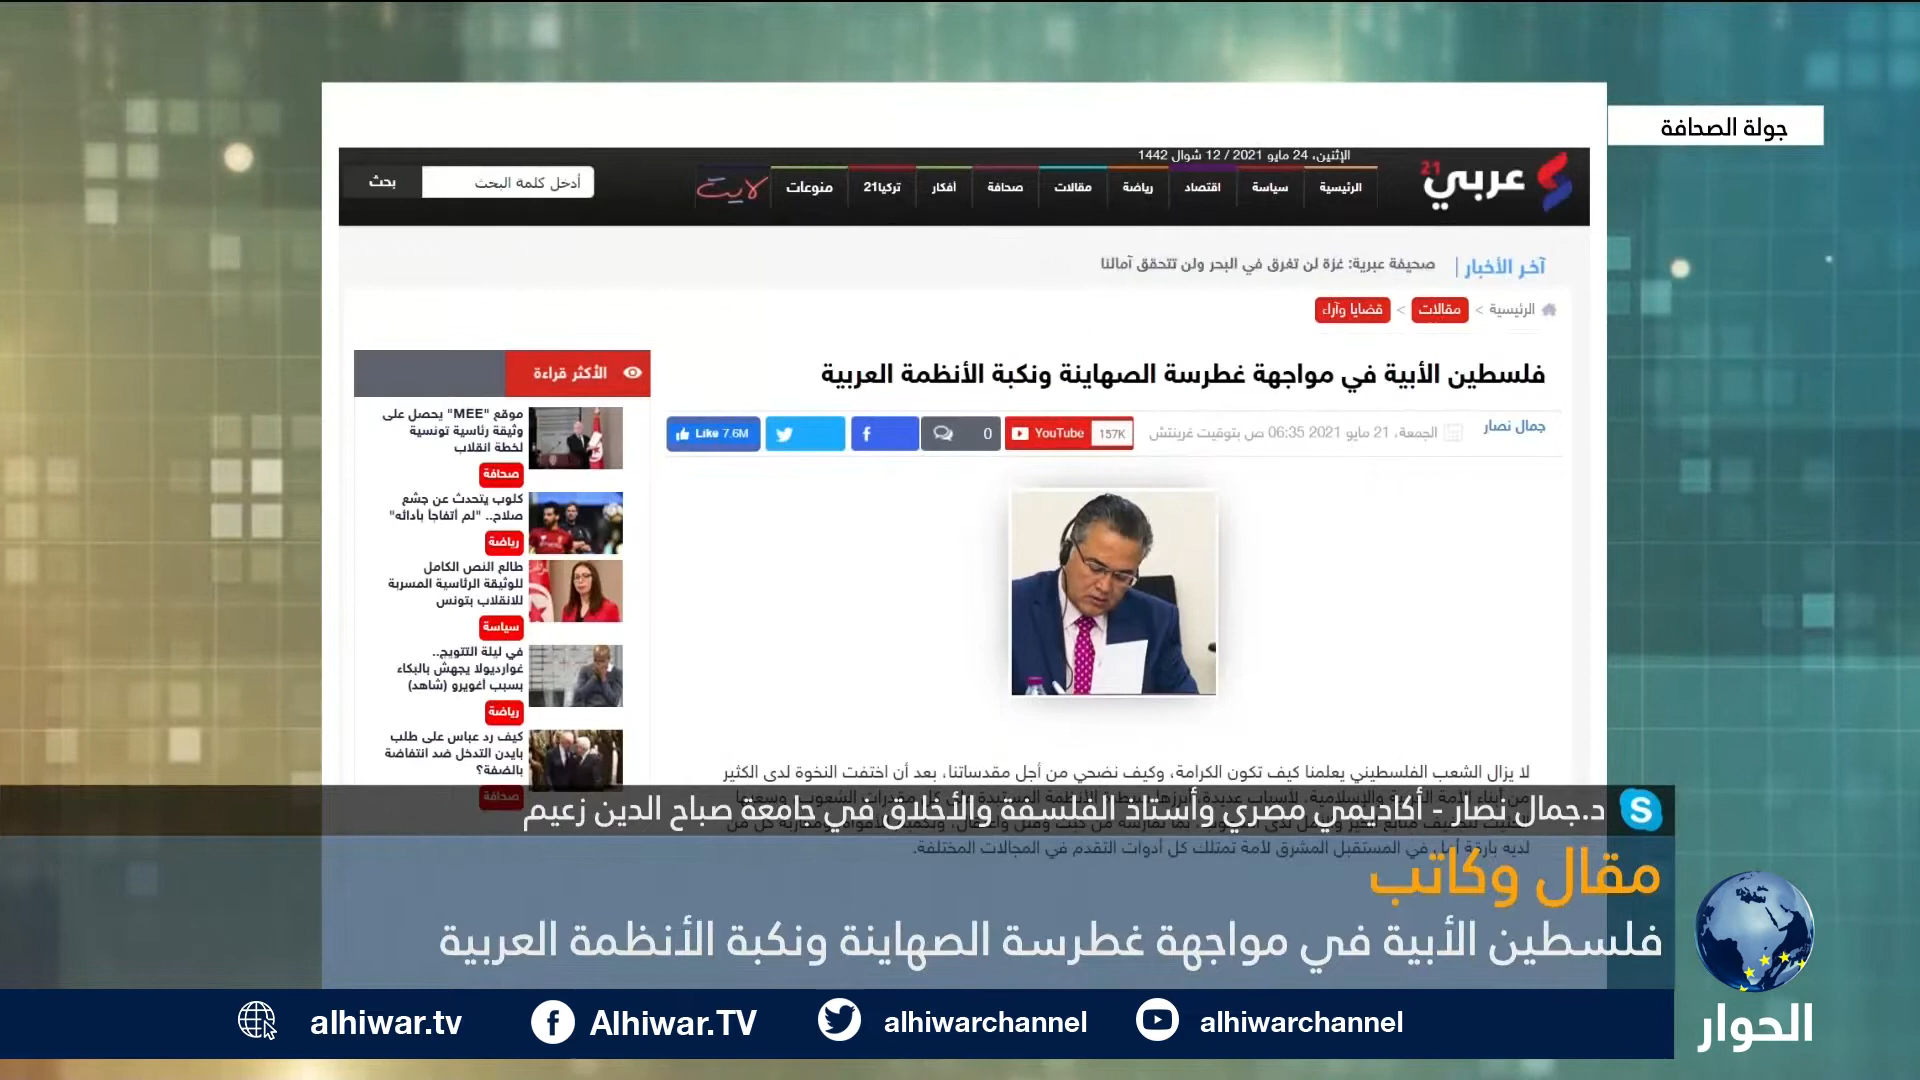 جولة الصحافة
الإثنين، 24 مايو 2021 / 12 شوال 1442
عربي 21
الرئيسية
سياسة
اقتصاد
رياضة
مقالات
صحافة
أفكار
تركيا21
منوعات
لايت
أدخل كلمة البحث
بحث
آخر الأخبار | صحيفة عبرية: غزة لن تغرق في البحر ولن تتحقق آمالنا
الرئيسية > مقالات > قضايا وآراء
فلسطين الأبية في مواجهة غطرسة الصهاينة ونكبة الأنظمة العربية
جمال نصار
الجمعة، 21 مايو 2021 06:35 ص بتوقيت غرينتش
YouTube 157K
0
Like 7.6M
الأكثر قراءة
موقع "MEE" يحصل على
وثيقة رئاسية تونسية
لخطة انقلاب
صحافة
كلوب يتحدث عن جشع
صلاح.. "لم أتفاجأ بأدائه"
رياضة
طالع النص الكامل
للوثيقة الرئاسية المسربة
للانقلاب بتونس
سياسة
في ليلة التتويج..
غوارديولا يجهش بالبكاء
بسبب أغويرو (شاهد)
رياضة
كيف رد عباس على طلب
بايدن التدخل ضد انتفاضة
بالضفة؟
صحافة
لا يزال الشعب الفلسطيني يعلمنا كيف تكون الكرامة، وكيف نضحي من أجل مقدساتنا، بعد أن اختفت النخوة لدى الكثير
لديه بارقة أمل في المستقبل المشرق لأمة تمتلك كل أدوات التقدم في المجالات المختلفة.
د.جمال نصار - أكاديمي مصري وأستاذ الفلسفة والأخلاق في جامعة صباح الدين زعيم
مقال وكاتب
فلسطين الأبية في مواجهة غطرسة الصهاينة ونكبة الأنظمة العربية
alhiwar.tv
Alhiwar.TV
alhiwarchannel
alhiwarchannel
الحوار